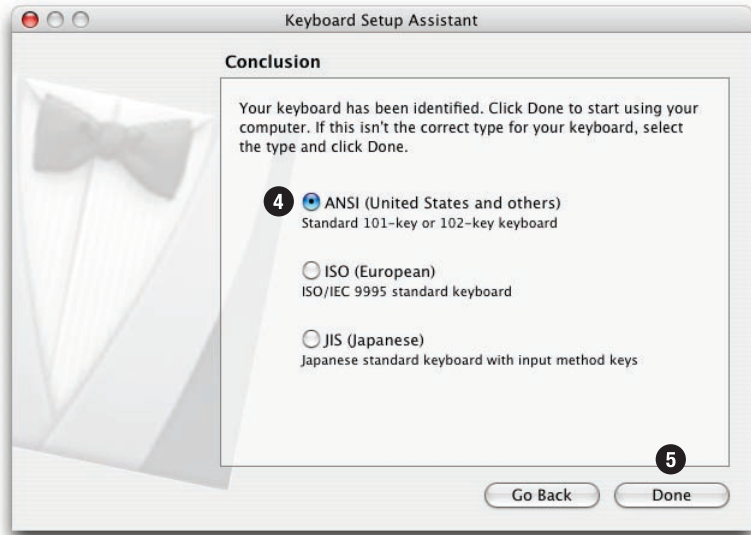 Keyboard Setup Assistant
Conclusion
Your keyboard has been identified. Click Done to start using your
computer. If this isn't the correct type for your keyboard, select
the type and click Done.
4 ANSI (United States and others)
Standard 101-key or 102-key keyboard
ISO (European)
ISO/IEC 9995 standard keyboard
JIS (Japanese)
Japanese standard keyboard with input method keys
5
Go Back Done